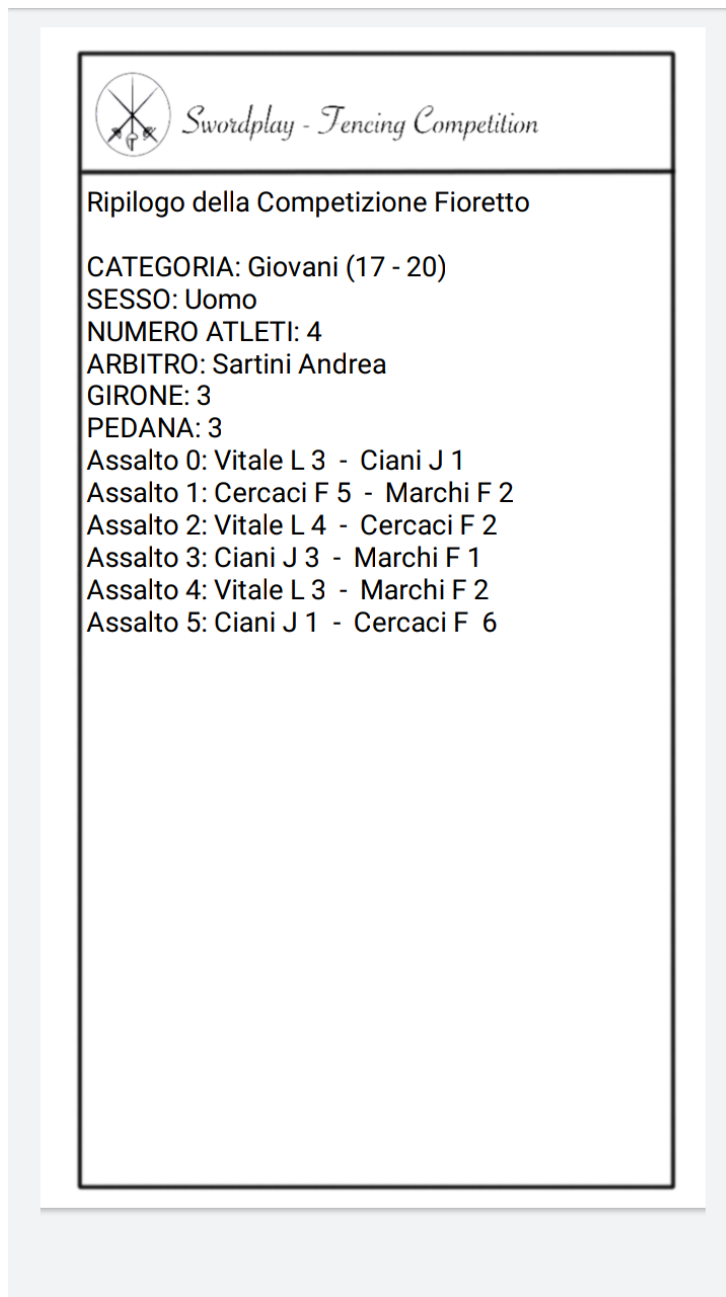 Swordplay - Fencing Competition
Ripilogo della Competizione Fioretto
CATEGORIA: Giovani (17 - 20)
SESSO: Uomo
NUMERO ATLETI: 4
ARBITRO: Sartini Andrea
GIRONE: 3
PEDANA: 3
Assalto 0: Vitale L 3 - Ciani J 1
Assalto 1: Cercaci F 5 - Marchi F 2
Assalto 2: Vitale L 4 - Cercaci F 2
Assalto 3: Ciani J 3 - Marchi F 1
Assalto 4: Vitale L 3 - Marchi F 2
Assalto 5: Ciani J 1 - Cercaci F 6